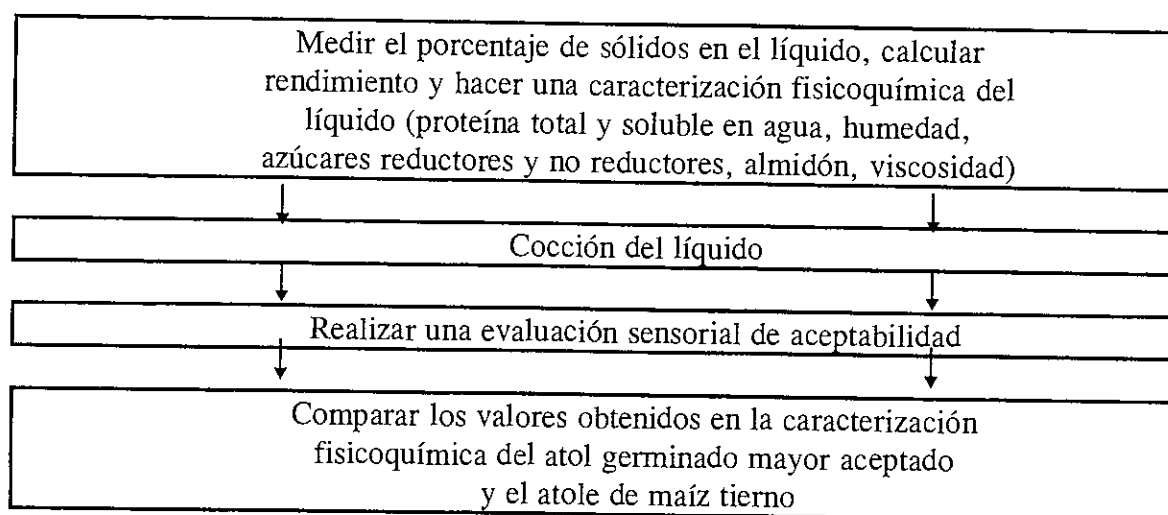 Medir el porcentaje de sólidos en el líquido, calcular
rendimiento y hacer una caracterización fisicoquímica del
líquido (proteína total y soluble en agua, humedad,
azúcares reductores y no reductores, almidón, viscosidad)
Cocción del líquido
Realizar una evaluación sensorial de aceptabilidad
Comparar los valores obtenidos en la caracterización
fisicoquímica del atol germinado mayor aceptado
y el atole de maíz tierno